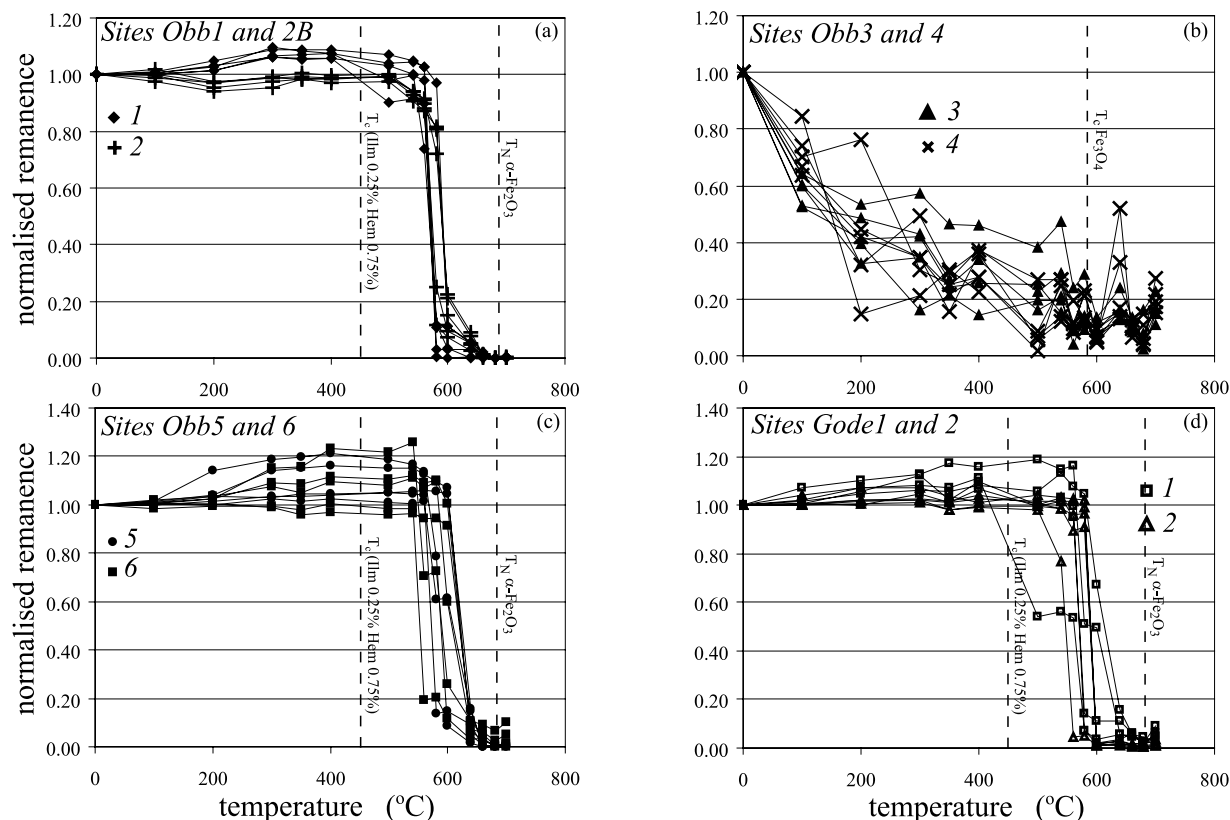 normalised remanence
1.20
1.00
0.80
0.60
0.40
0.20
0.00
0 200 400 600 800
Sites Obb1 and 2B
(a)
1
2
Tc (Ilm 0.25% Hem 0.75%)
TN α-Fe2O3
1.20
1.00
0.80
0.60
0.40
0.20
0.00
0 200 400 600 800
Sites Obb3 and 4
(b)
3
4
Tc Fe3O4
normalised remanence
1.40
1.20
1.00
0.80
0.60
0.40
0.20
0.00
0 200 400 600 800
temperature (ºC)
Sites Obb5 and 6
(c)
5
6
Tc (Ilm 0.25% Hem 0.75%)
TN α-Fe2O3
1.40
1.20
1.00
0.80
0.60
0.40
0.20
0.00
0 200 400 600 800
temperature (ºC)
Sites Gode1 and 2
(d)
1
2
Tc (Ilm 0.25% Hem 0.75%)
TN α-Fe2O3